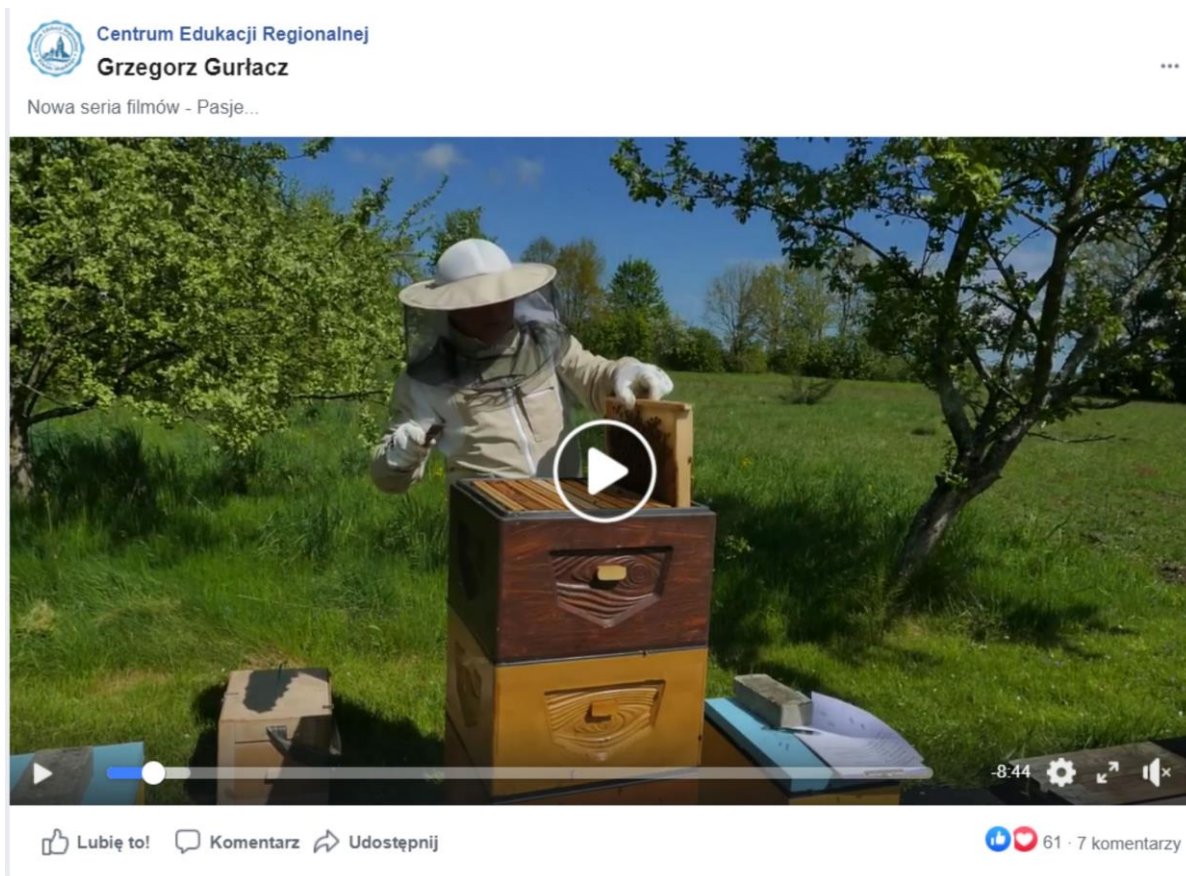 Centrum Edukacji Regionalnej
Grzegorz Gurłacz
Nowa seria filmów - Pasje...
-8:44
Lubię to! Komentarz Udostępnij 61 · 7 komentarzy